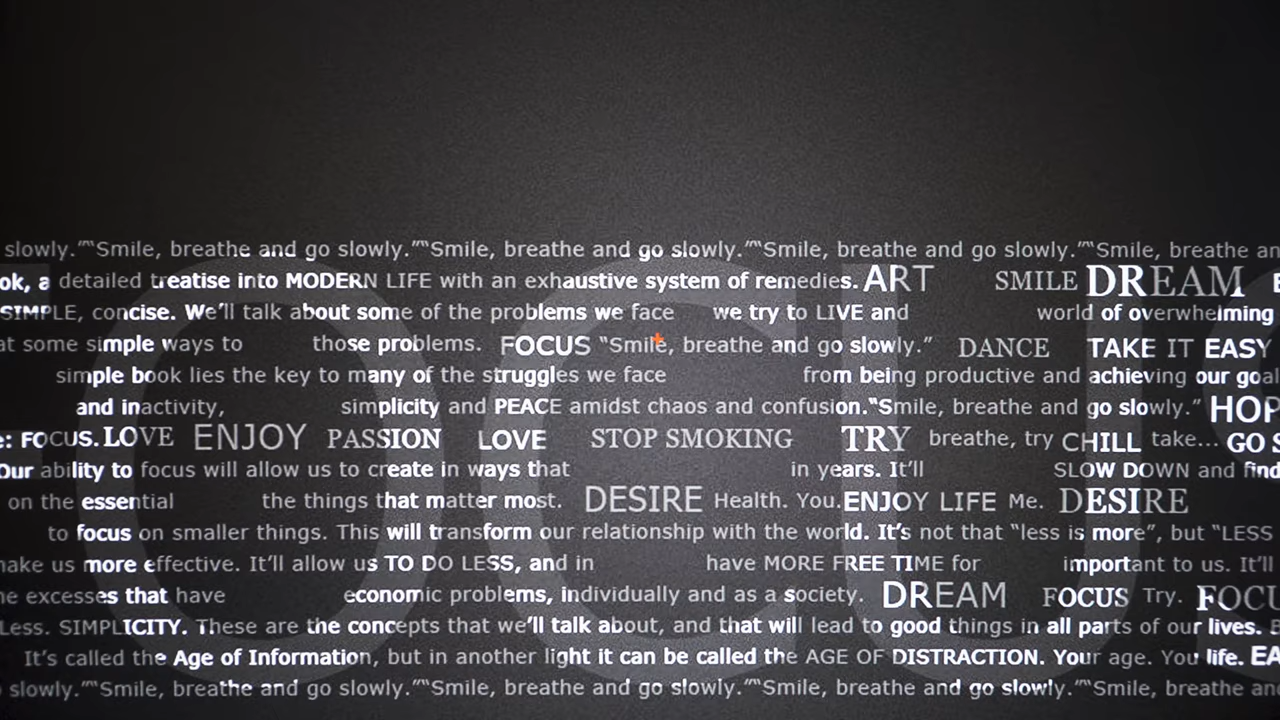 slowly.”“Smile, breathe and go slowly.”“Smile, breathe and go slowly.”“Smile, breathe and go slowly.”“Smile, breathe an
ok, a detailed treatise into MODERN LIFE with an exhaustive system of remedies. ART SMILE DREAM E
SIMPLE, concise. We’ll talk about some of the problems we face we try to LIVE and world of overwhelming
at some simple ways to those problems. FOCUS “Smile, breathe and go slowly.” DANCE TAKE IT EASY
simple book lies the key to many of the struggles we face from being productive and achieving our goal
and inactivity, simplicity and PEACE amidst chaos and confusion.“Smile, breathe and go slowly.” HOP
e: FOCUS. LOVE ENJOY PASSION LOVE STOP SMOKING TRY breathe, try CHILL take... GO S
Our ability to focus will allow us to create in ways that in years. It’ll SLOW DOWN and find
on the essential the things that matter most. DESIRE Health. You. ENJOY LIFE Me. DESIRE
to focus on smaller things. This will transform our relationship with the world. It’s not that “less is more”, but “LESS
make us more effective. It’ll allow us TO DO LESS, and in have MORE FREE TIME for important to us. It’ll
he excesses that have economic problems, individually and as a society. DREAM FOCUS Try. FOCU
Less. SIMPLICITY. These are the concepts that we’ll talk about, and that will lead to good things in all parts of our lives. E
It’s called the Age of Information, but in another light it can be called the AGE OF DISTRACTION. Your age. You life. EA
slowly.”“Smile, breathe and go slowly.”“Smile, breathe and go slowly.”“Smile, breathe and go slowly.”“Smile, breathe an